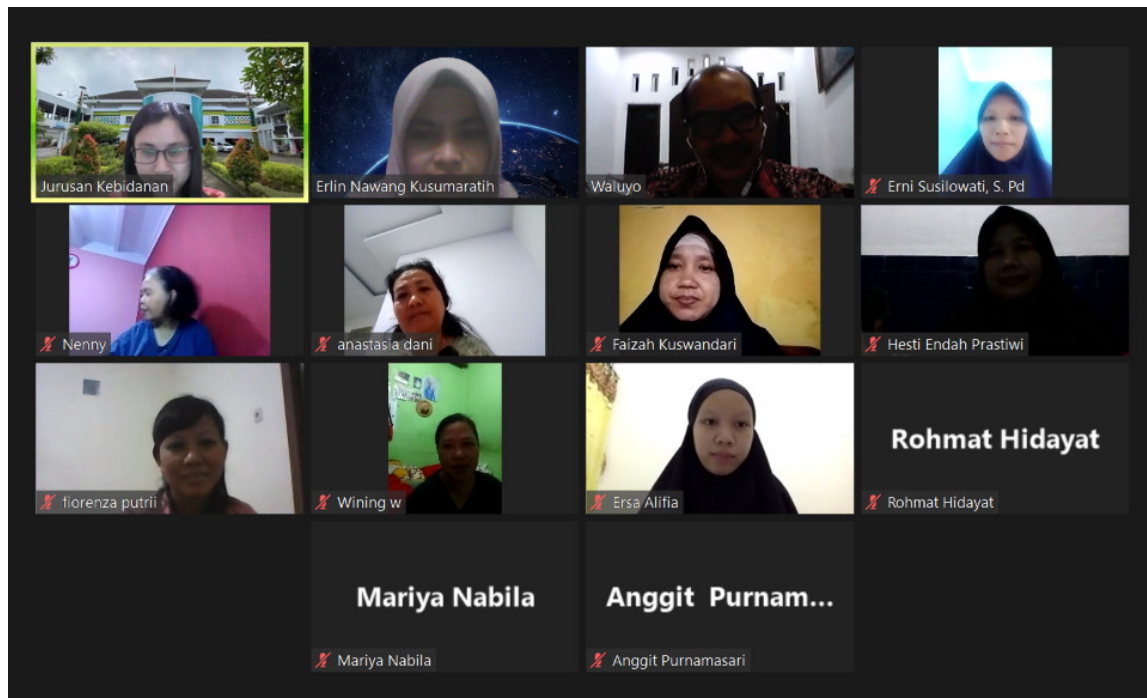 Jurusan Kebidanan
Erlin Nawang Kusumaratih
Waluyo
Erni Susilowati, S. Pd
Nenny
anastasia dani
Faizah Kuswandari
Hesti Endah Prastiwi
fiorenza putrii
Wining w
Ersa Alifia
Rohmat Hidayat
Rohmat Hidayat
Mariya Nabila
Mariya Nabila
Anggit Purnam...
Anggit Purnamasari